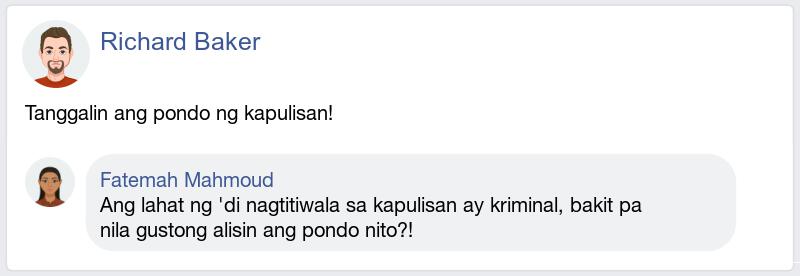 Richard Baker
Tanggalin ang pondo ng kapulisan!
Fatemah Mahmoud
Ang lahat ng 'di nagtitiwala sa kapulisan ay kriminal, bakit pa
nila gustong alisin ang pondo nito?!